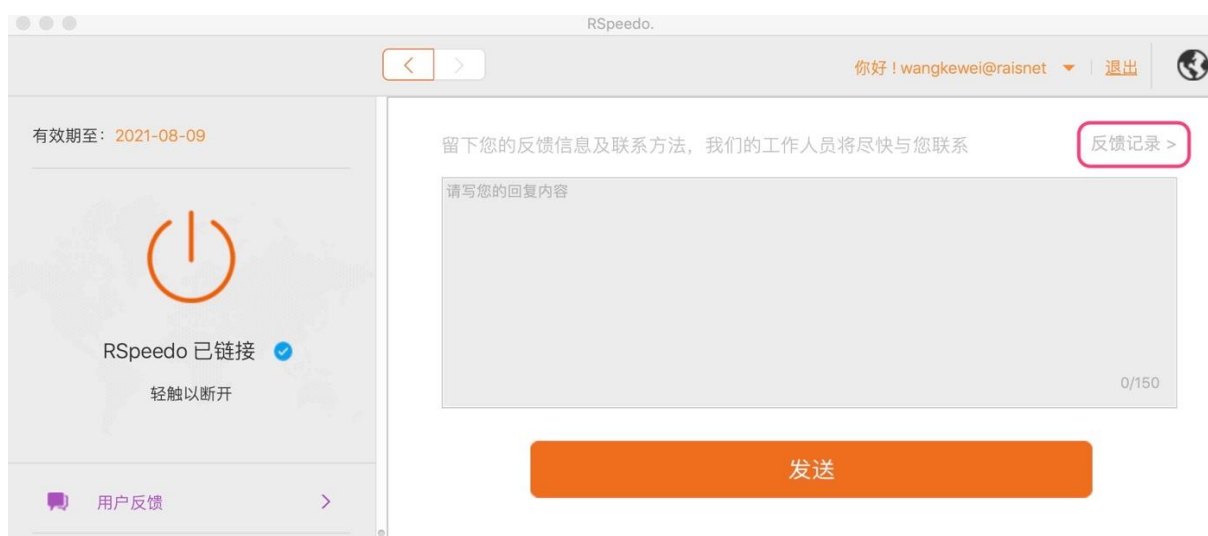 RSpeedo.
你好！wangkewei@raisnet
退出
有效期至：2021-08-09
留下您的反馈信息及联系方法，我们的工作人员将尽快与您联系
反馈记录 >
请写您的回复内容
RSpeedo 已链接
轻触以断开
0/150
发送
用户反馈